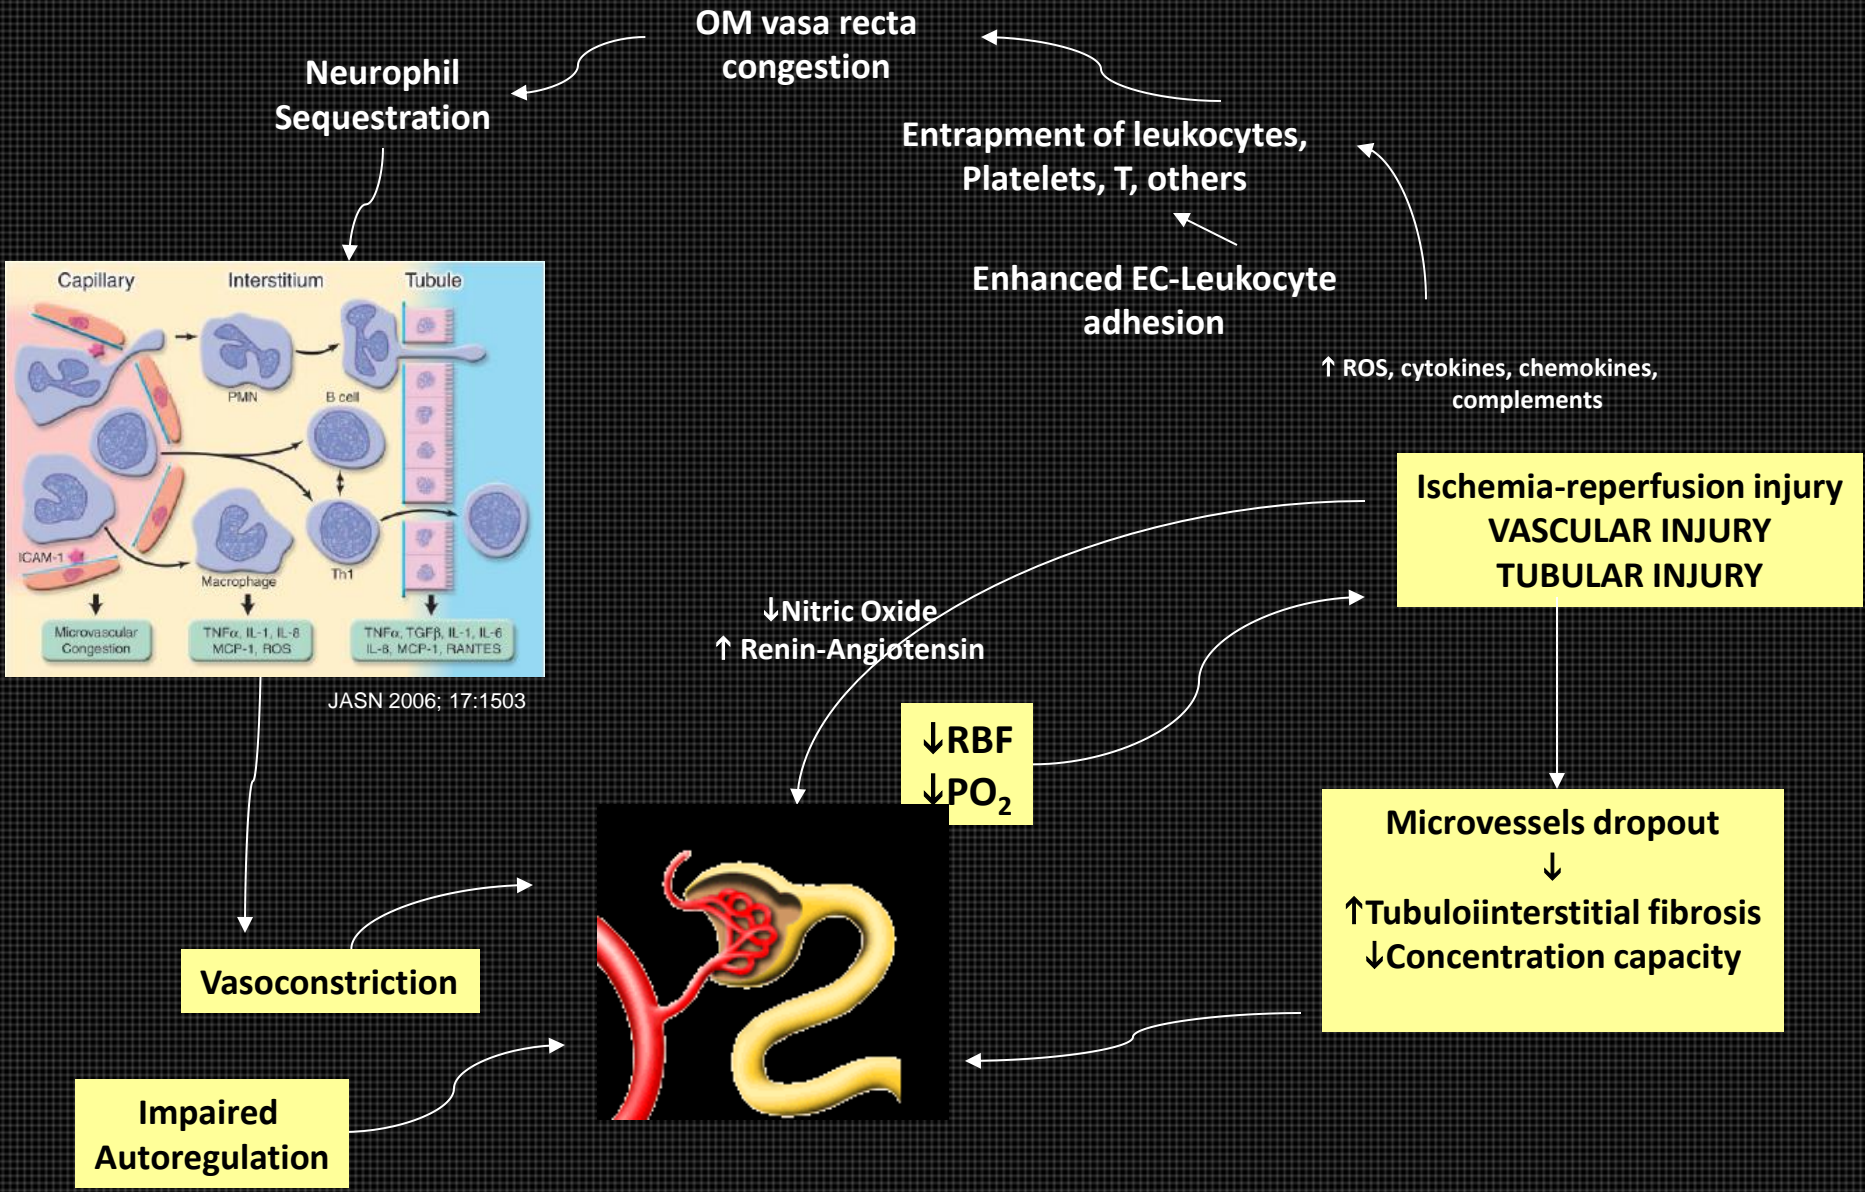 OM vasa recta
congestion
Neurophil
Sequestration
Entrapment of leukocytes,
Platelets, T, others
Enhanced EC-Leukocyte
adhesion
↑ ROS, cytokines, chemokines,
complements
Capillary
Interstitium
Tubule
PMN
B cell
ICAM-1
Macrophage
Th1
Microvascular
Congestion
TNFα, IL-1, IL-8
MCP-1, ROS
TNFα, TGFβ, IL-1, IL-6
IL-8, MCP-1, RANTES
JASN 2006; 17:1503
Ischemia-reperfusion injury
VASCULAR INJURY
TUBULAR INJURY
↓Nitric Oxide
↑ Renin-Angiotensin
↓RBF
↓PO₂
Microvessels dropout
↓
↑Tubuloiinterstitial fibrosis
↓Concentration capacity
Vasoconstriction
Impaired
Autoregulation